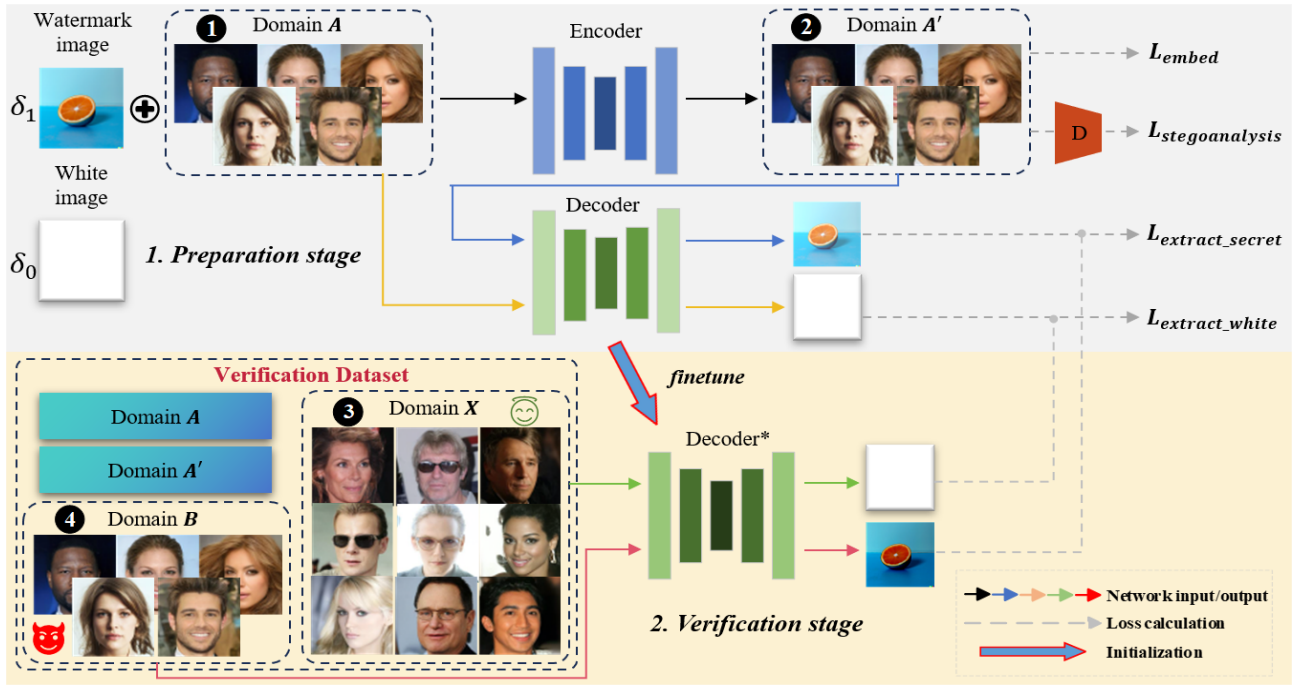 Watermark
image
δ1
1
Domain A
Encoder
2
Domain A′
L_embed
D
L_stegoanalysis
White
image
δ0
1. Preparation stage
Decoder
L_extract_secret
L_extract_white
finetune
Verification Dataset
Domain A
Domain A′
3
Domain X
4
Domain B
Decoder*
2. Verification stage
Network input/output
Loss calculation
Initialization